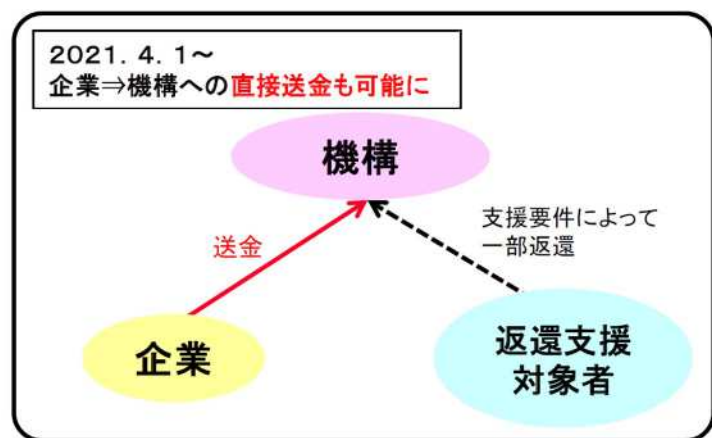 2021．4．1～
企業⇒機構への直接送金も可能に
機構
送金
支援要件によって
一部返還
企業
返還支援
対象者